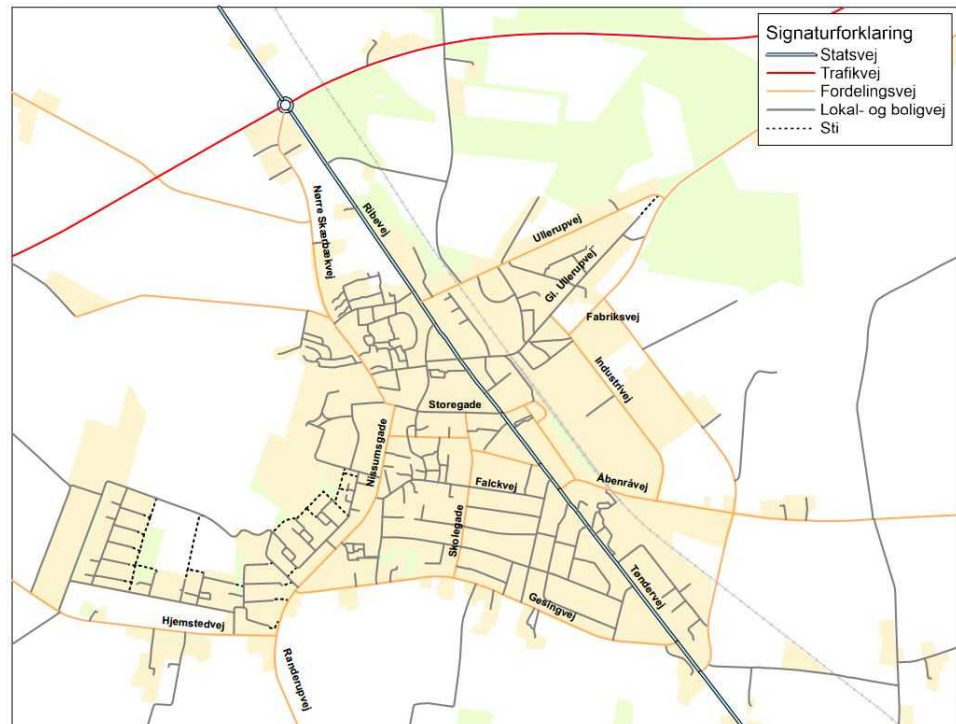 Signaturforklaring
Statsvej
Trafikvej
Fordelingsvej
Lokal- og boligvej
Sti
Nørre Skærbækvej
Ribevej
Ullerupvej
Gl. Ullerupvej
Fabriksvej
Industrivej
Storegade
Nissumsgade
Falckvej
Åbenråvej
Skolegade
Tøndervej
Gesingvej
Hjemstedvej
Randerupvej